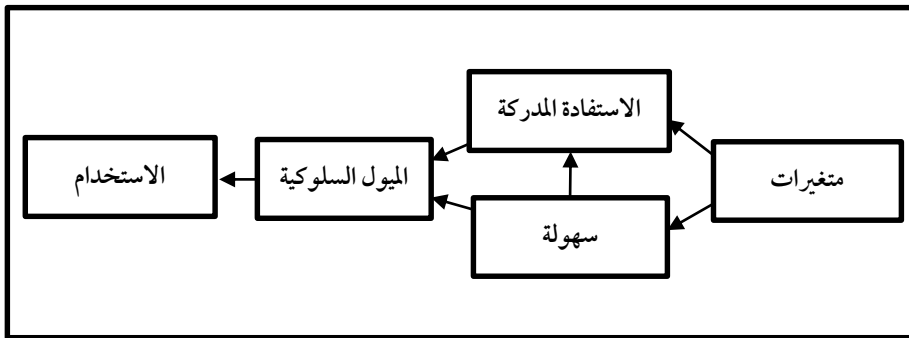 الاستفادة المدركة
متغيرات
الميول السلوكية
الاستخدام
سهولة